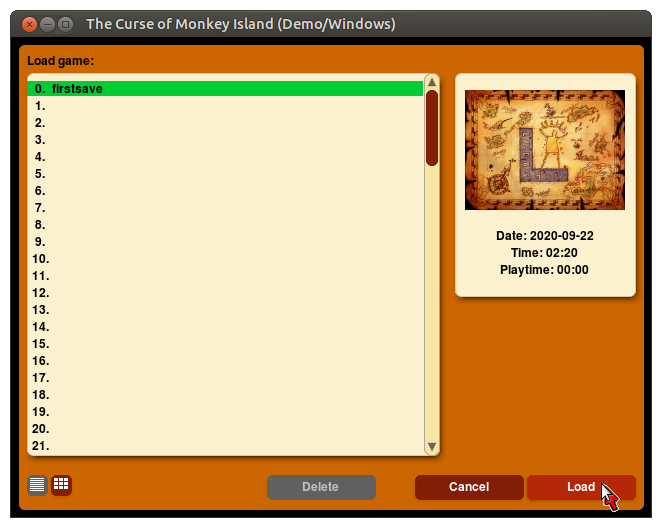 The Curse of Monkey Island (Demo/Windows)
Load game:
0. firstsave
1.
2.
3.
4.
5.
6.
7.
8.
9.
10.
11.
12.
13.
14.
15.
16.
17.
18.
19.
20.
21.
Date: 2020-09-22
Time: 02:20
Playtime: 00:00
Delete
Cancel
Load